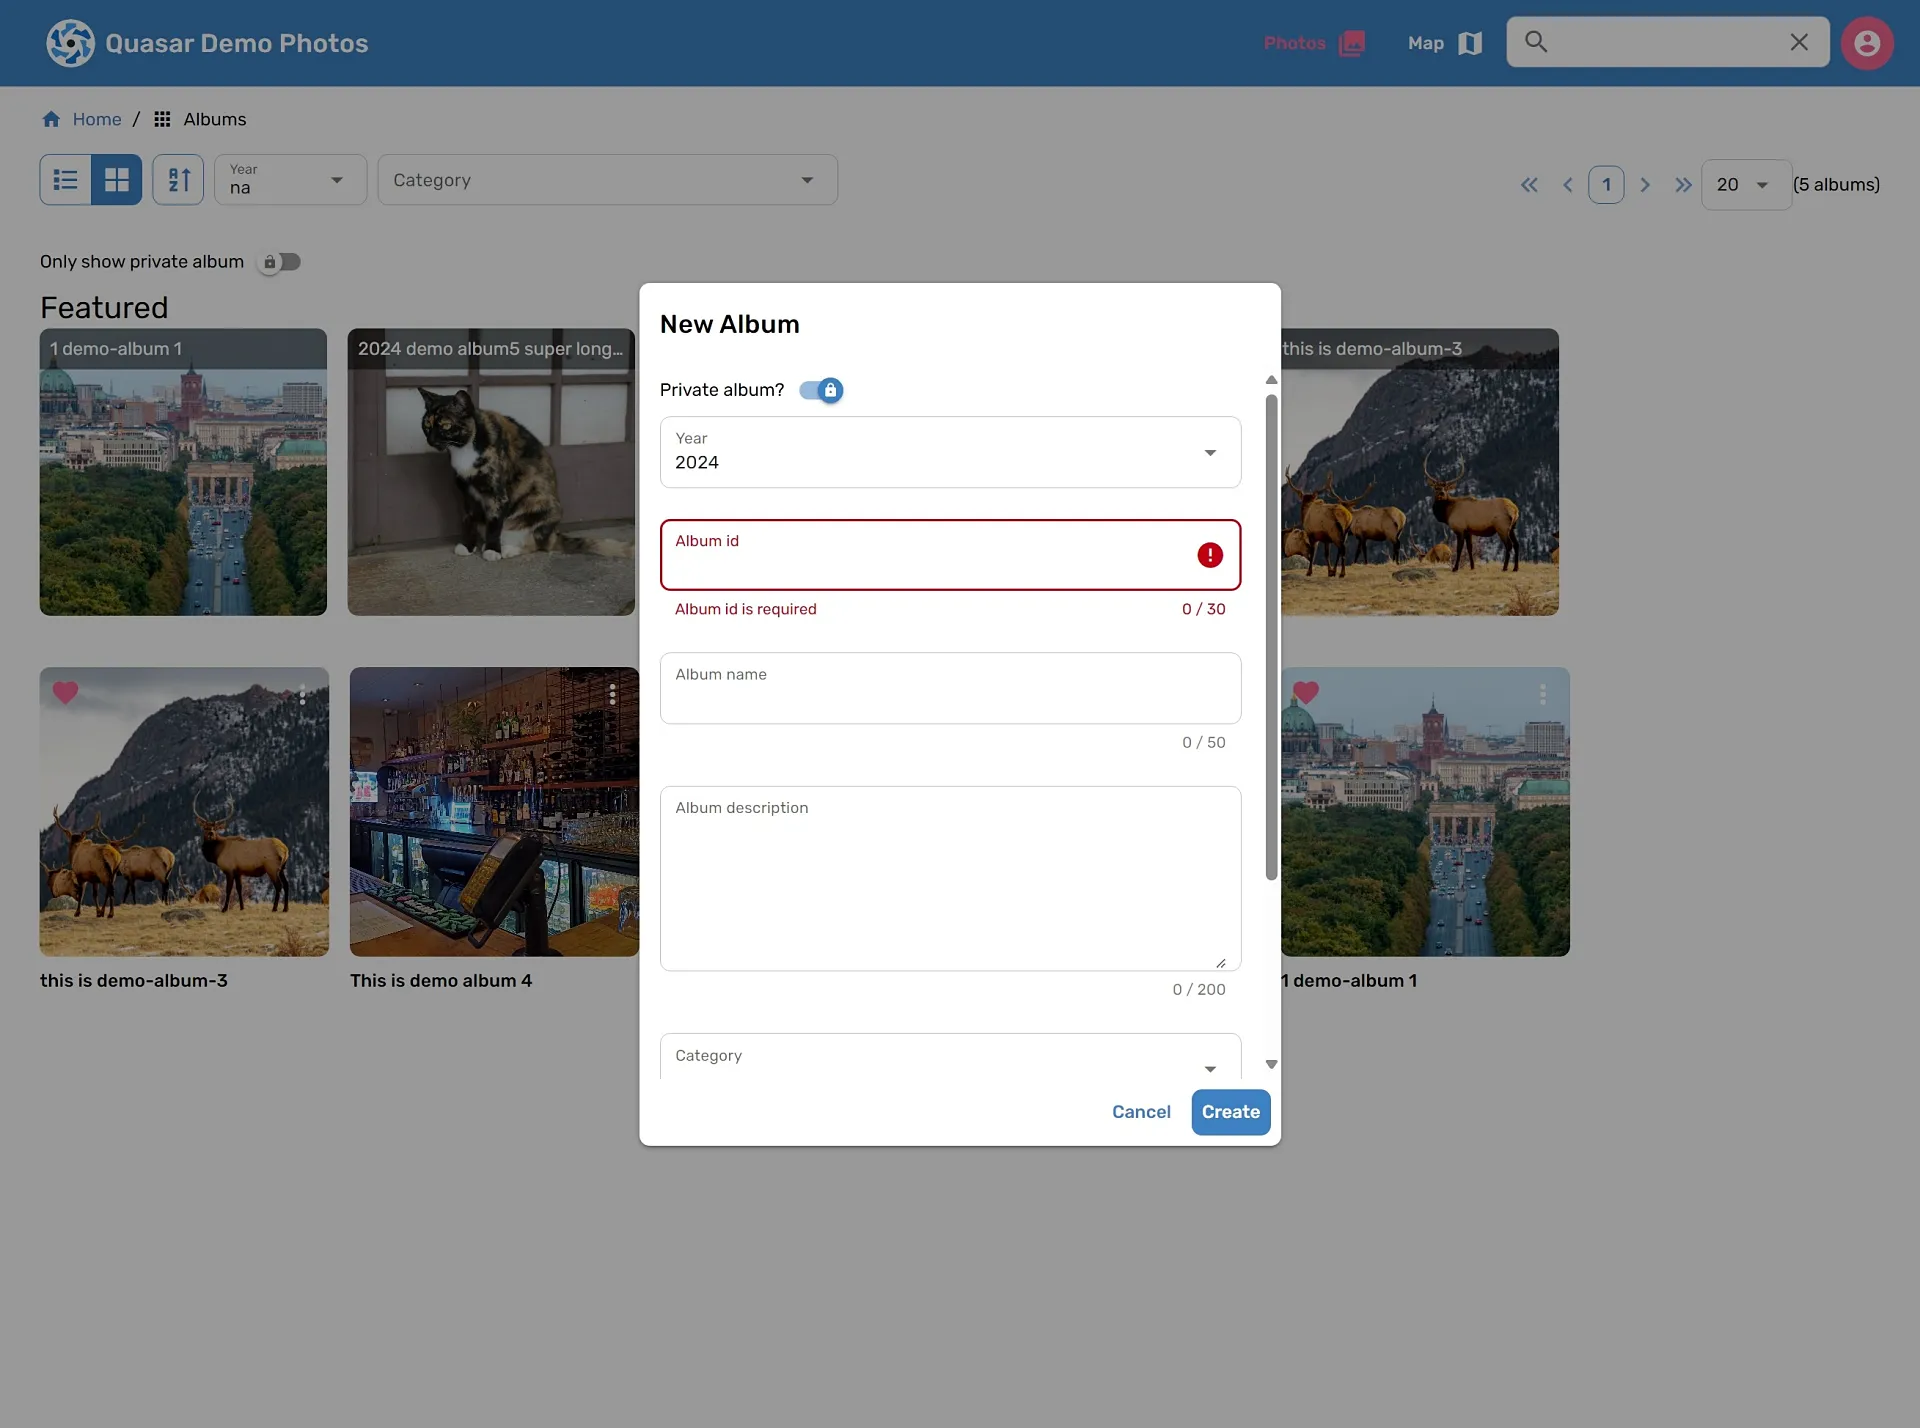 Quasar Demo Photos
Photos
Map
Home / Albums
Year
na
Category
1
20
(5 albums)
Only show private album
Featured
1 demo-album 1
2024 demo album5 super long...
this is demo-album-3
New Album
Private album?
Year
2024
Album id
Album id is required
0 / 30
Album name
0 / 50
Album description
0 / 200
Category
Cancel
Create
this is demo-album-3
This is demo album 4
1 demo-album 1